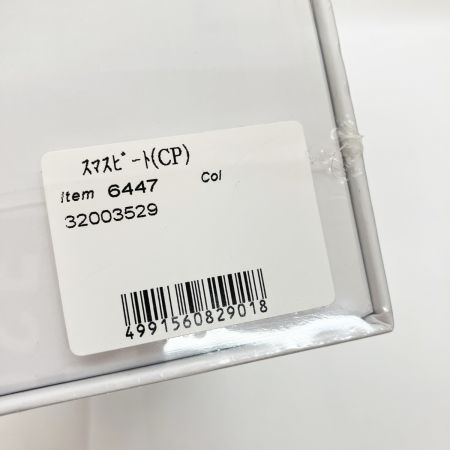 ｽﾏｽﾋﾞｰﾄ(CP)
Item 6447 Col
32003529
4991560829018